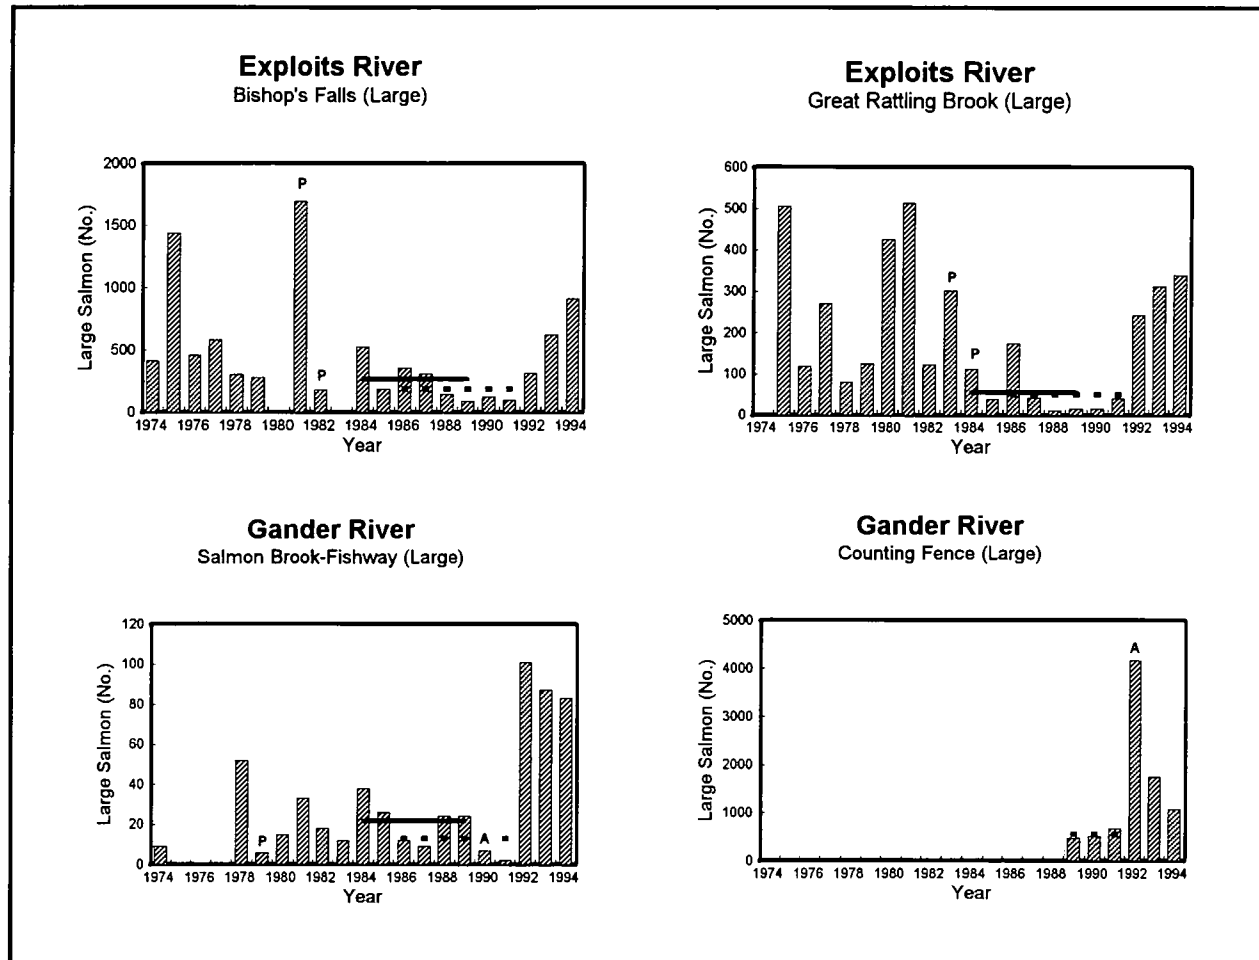 Exploits River
Bishop's Falls (Large)
2000
1500
1000
500
0
Large Salmon (No.)
P
P
1974 1976 1978 1980 1982 1984 1986 1988 1990 1992 1994
Year
Exploits River
Great Rattling Brook (Large)
600
500
400
300
200
100
0
Large Salmon (No.)
P
P
1974 1976 1978 1980 1982 1984 1986 1988 1990 1992 1994
Year
Gander River
Salmon Brook-Fishway (Large)
120
100
80
60
40
20
0
Large Salmon (No.)
P
A
1974 1976 1978 1980 1982 1984 1986 1988 1990 1992 1994
Year
Gander River
Counting Fence (Large)
5000
4000
3000
2000
1000
0
Large Salmon (No.)
A
1974 1976 1978 1980 1982 1984 1986 1988 1990 1992 1994
Year